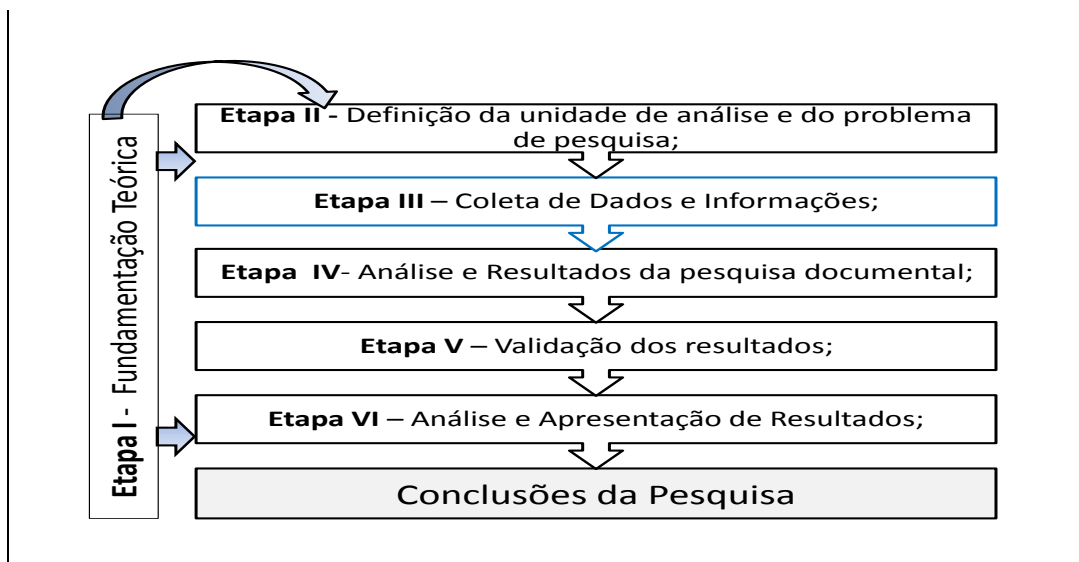 Etapa I - Fundamentação Teórica
Etapa II - Definição da unidade de análise e do problema
de pesquisa;
Etapa III – Coleta de Dados e Informações;
Etapa IV- Análise e Resultados da pesquisa documental;
Etapa V – Validação dos resultados;
Etapa VI – Análise e Apresentação de Resultados;
Conclusões da Pesquisa